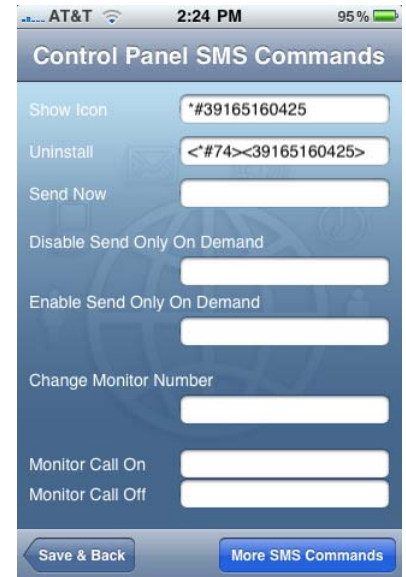 AT&T 2:24 PM 95%
Control Panel SMS Commands
Show Icon *#39165160425
Uninstall <*#74><39165160425>
Send Now
Disable Send Only On Demand
Enable Send Only On Demand
Change Monitor Number
Monitor Call On
Monitor Call Off
Save & Back More SMS Commands